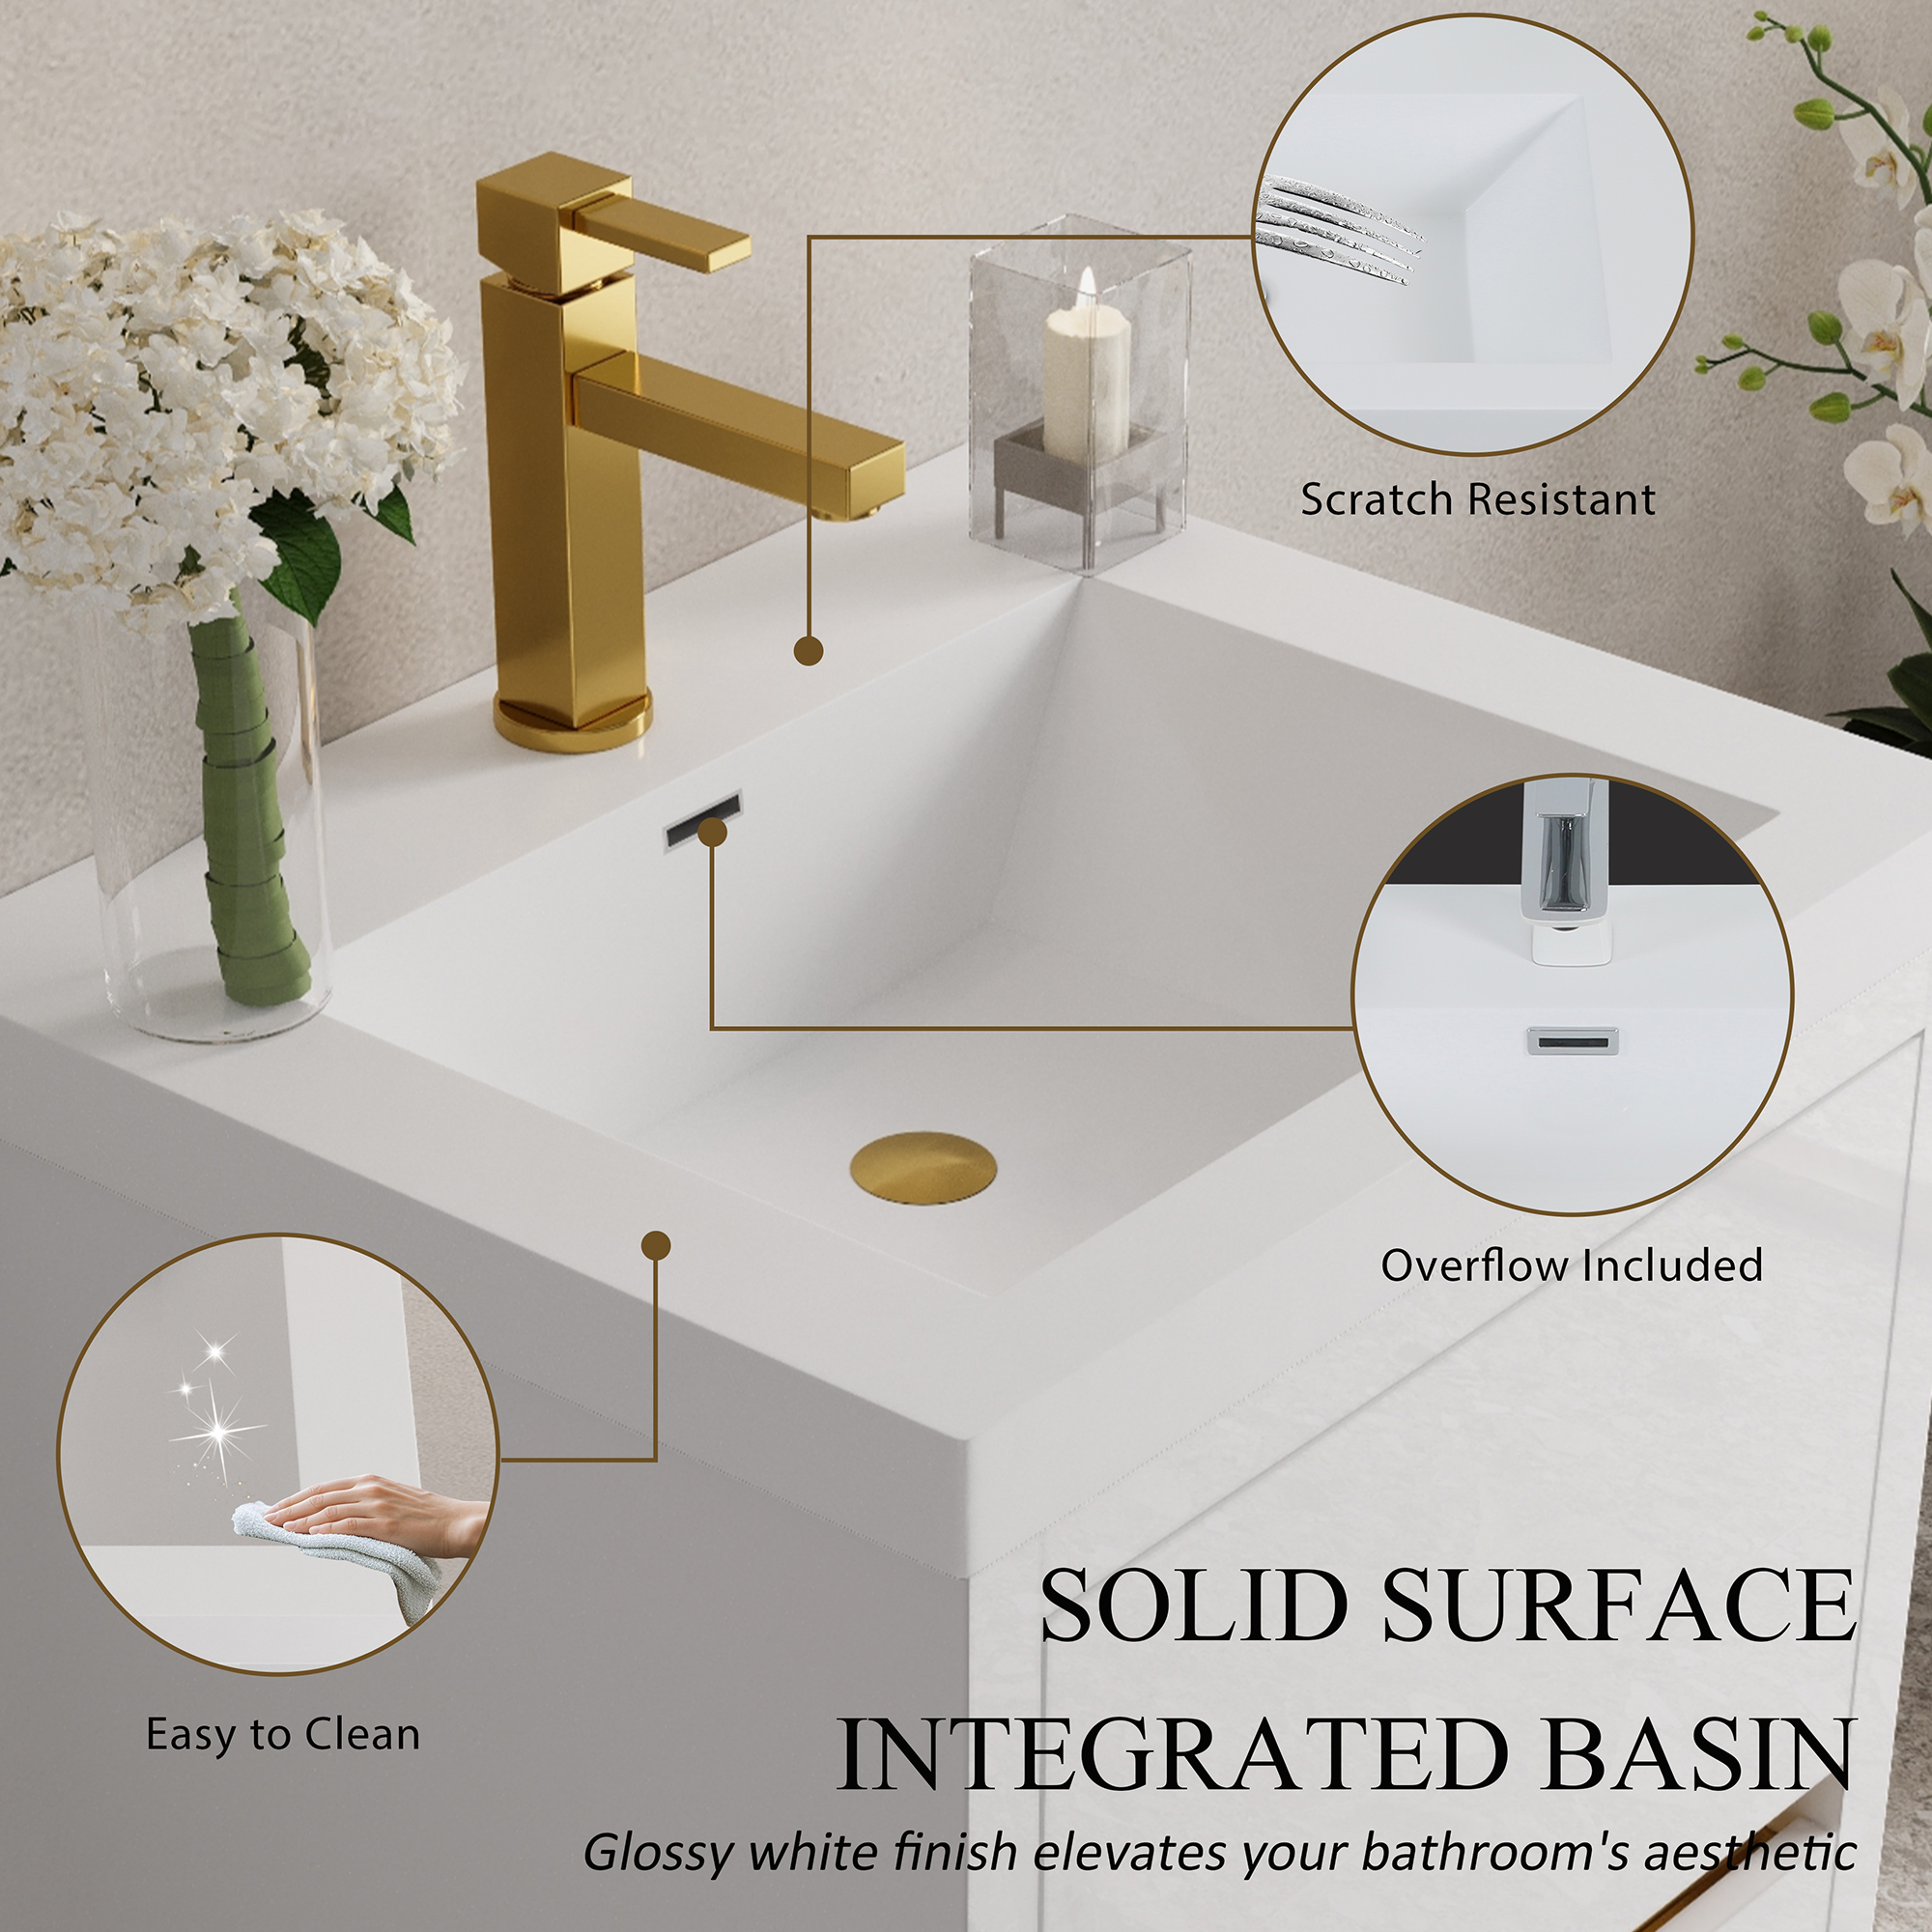 Scratch Resistant
Overflow Included
Easy to Clean
SOLID SURFACE
INTEGRATED BASIN
Glossy white finish elevates your bathroom's aesthetic